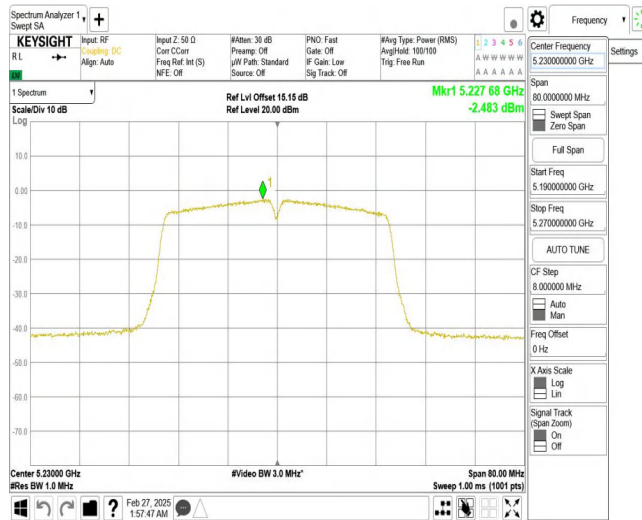 Spectrum Analyzer 1
Swept SA
+
Frequency
KEYSIGHT
R L
Input: RF
Coupling: DC
Align: Auto
Input Z: 50 Ω
Corr CCorr
Freq Ref: Int (S)
NFE: Off
#Atten: 30 dB
Preamp: Off
µW Path: Standard
Source: Off
PNO: Fast
Gate: Off
IF Gain: Low
Sig Track: Off
#Avg Type: Power (RMS)
Avg|Hold: 100/100
Trig: Free Run
1 2 3 4 5 6
A W W W W W
A A A A A A
1 Spectrum
Scale/Div 10 dB
Log
Ref Lvl Offset 15.15 dB
Ref Level 20.00 dBm
Mkr1 5.227 68 GHz
-2.483 dBm
10.0
0.00
-10.0
-20.0
-30.0
-40.0
-50.0
-60.0
-70.0
1
Center 5.23000 GHz
#Res BW 1.0 MHz
#Video BW 3.0 MHz*
Span 80.00 MHz
Sweep 1.00 ms (1001 pts)
Feb 27, 2025
1:57:47 AM
?
Center Frequency
5.230000000 GHz
Settings
Span
80.0000000 MHz
Swept Span
Zero Span
Full Span
Start Freq
5.190000000 GHz
Stop Freq
5.270000000 GHz
AUTO TUNE
CF Step
8.000000 MHz
Auto
Man
Freq Offset
0 Hz
X Axis Scale
Log
Lin
Signal Track
(Span Zoom)
On
Off